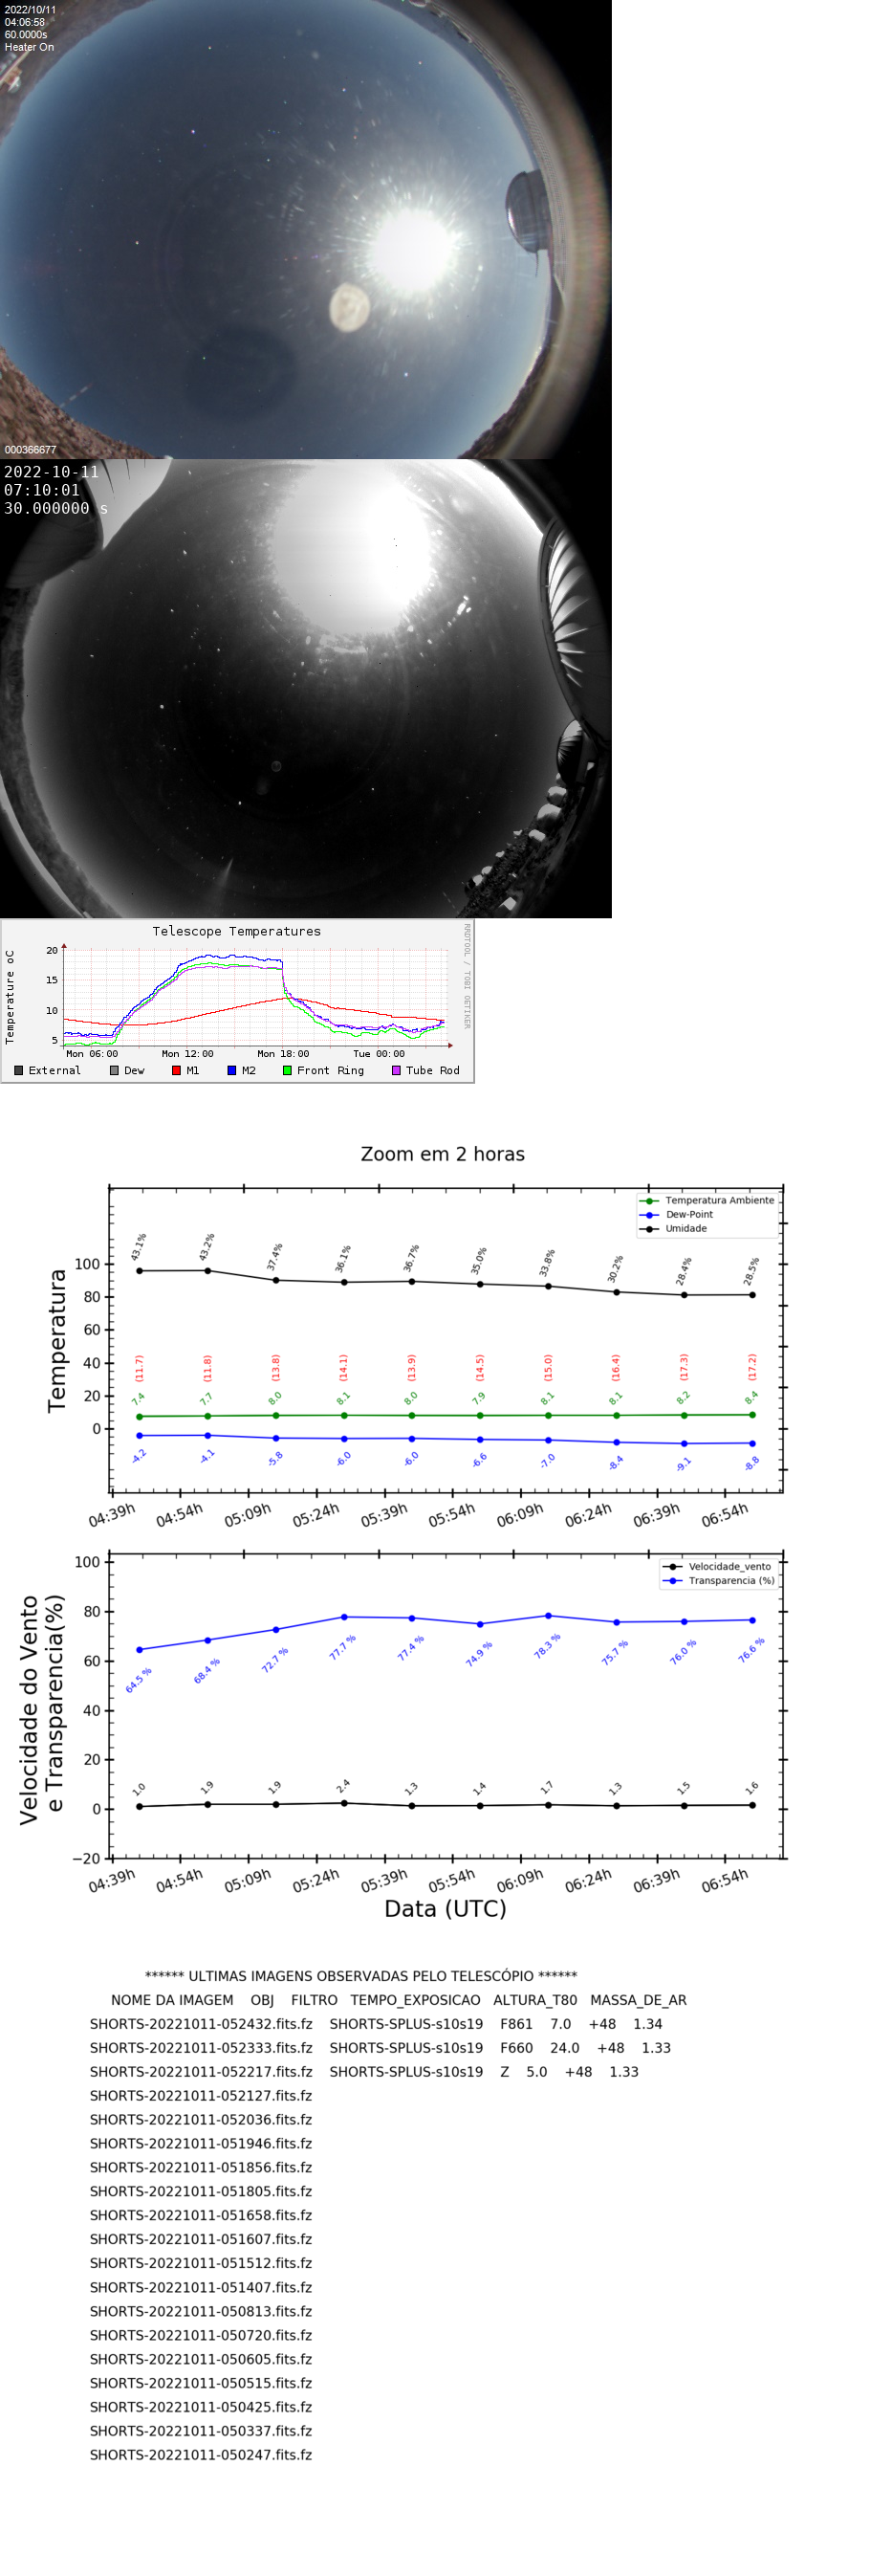 2022/10/11
04:06:58
60.0000s
Heater On
000366677
2022-10-11
07:10:01
30.000000 s
Telescope Temperatures
RRDTOOL / TOBI OETIKER
Temperature oC
20
15
10
5
Mon 06:00 Mon 12:00 Mon 18:00 Tue 00:00
External Dew M1 M2 Front Ring Tube Rod
Zoom em 2 horas
Temperatura Ambiente
Dew-Point
Umidade
Temperatura
100
80
60
40
20
0
43.1% 43.2% 37.4% 36.1% 36.7% 35.0% 33.8% 30.2% 28.4% 28.5%
(11.7) (11.8) (13.8) (14.1) (13.9) (14.5) (15.0) (16.4) (17.3) (17.2)
7.4 7.7 8.0 8.1 8.0 7.9 8.1 8.1 8.2 8.4
-4.2 -4.1 -5.8 -6.0 -6.0 -6.6 -7.0 -8.4 -9.1 -8.8
04:39h 04:54h 05:09h 05:24h 05:39h 05:54h 06:09h 06:24h 06:39h 06:54h
Velocidade_vento
Transparencia (%)
Velocidade do Vento
e Transparencia(%)
100
80
60
40
20
0
−20
64.5 % 68.4 % 72.7 % 77.7 % 77.4 % 74.9 % 78.3 % 75.7 % 76.0 % 76.6 %
1.0 1.9 1.9 2.4 1.3 1.4 1.7 1.3 1.5 1.6
04:39h 04:54h 05:09h 05:24h 05:39h 05:54h 06:09h 06:24h 06:39h 06:54h
Data (UTC)
****** ULTIMAS IMAGENS OBSERVADAS PELO TELESCÓPIO ******
NOME DA IMAGEM OBJ FILTRO TEMPO_EXPOSICAO ALTURA_T80 MASSA_DE_AR
SHORTS-20221011-052432.fits.fz SHORTS-SPLUS-s10s19 F861 7.0 +48 1.34
SHORTS-20221011-052333.fits.fz SHORTS-SPLUS-s10s19 F660 24.0 +48 1.33
SHORTS-20221011-052217.fits.fz SHORTS-SPLUS-s10s19 Z 5.0 +48 1.33
SHORTS-20221011-052127.fits.fz
SHORTS-20221011-052036.fits.fz
SHORTS-20221011-051946.fits.fz
SHORTS-20221011-051856.fits.fz
SHORTS-20221011-051805.fits.fz
SHORTS-20221011-051658.fits.fz
SHORTS-20221011-051607.fits.fz
SHORTS-20221011-051512.fits.fz
SHORTS-20221011-051407.fits.fz
SHORTS-20221011-050813.fits.fz
SHORTS-20221011-050720.fits.fz
SHORTS-20221011-050605.fits.fz
SHORTS-20221011-050515.fits.fz
SHORTS-20221011-050425.fits.fz
SHORTS-20221011-050337.fits.fz
SHORTS-20221011-050247.fits.fz